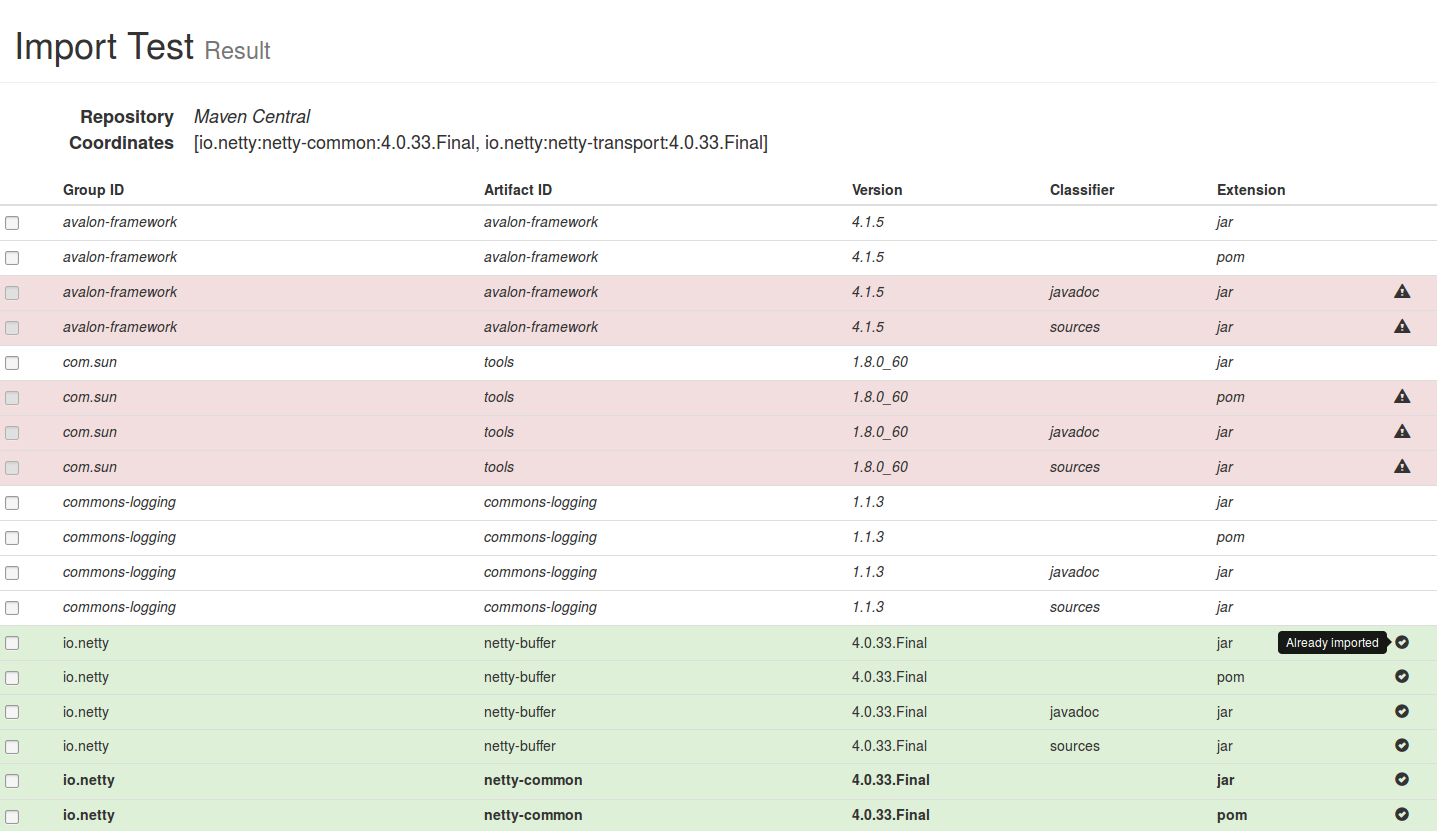 Import Test Result
Repository Maven Central
Coordinates [io.netty:netty-common:4.0.33.Final, io.netty:netty-transport:4.0.33.Final]
Group ID Artifact ID Version Classifier Extension
avalon-framework avalon-framework 4.1.5 jar
avalon-framework avalon-framework 4.1.5 pom
avalon-framework avalon-framework 4.1.5 javadoc jar
avalon-framework avalon-framework 4.1.5 sources jar
com.sun tools 1.8.0_60 jar
com.sun tools 1.8.0_60 pom
com.sun tools 1.8.0_60 javadoc jar
com.sun tools 1.8.0_60 sources jar
commons-logging commons-logging 1.1.3 jar
commons-logging commons-logging 1.1.3 pom
commons-logging commons-logging 1.1.3 javadoc jar
commons-logging commons-logging 1.1.3 sources jar
io.netty netty-buffer 4.0.33.Final jar Already imported
io.netty netty-buffer 4.0.33.Final pom
io.netty netty-buffer 4.0.33.Final javadoc jar
io.netty netty-buffer 4.0.33.Final sources jar
io.netty netty-common 4.0.33.Final jar
io.netty netty-common 4.0.33.Final pom